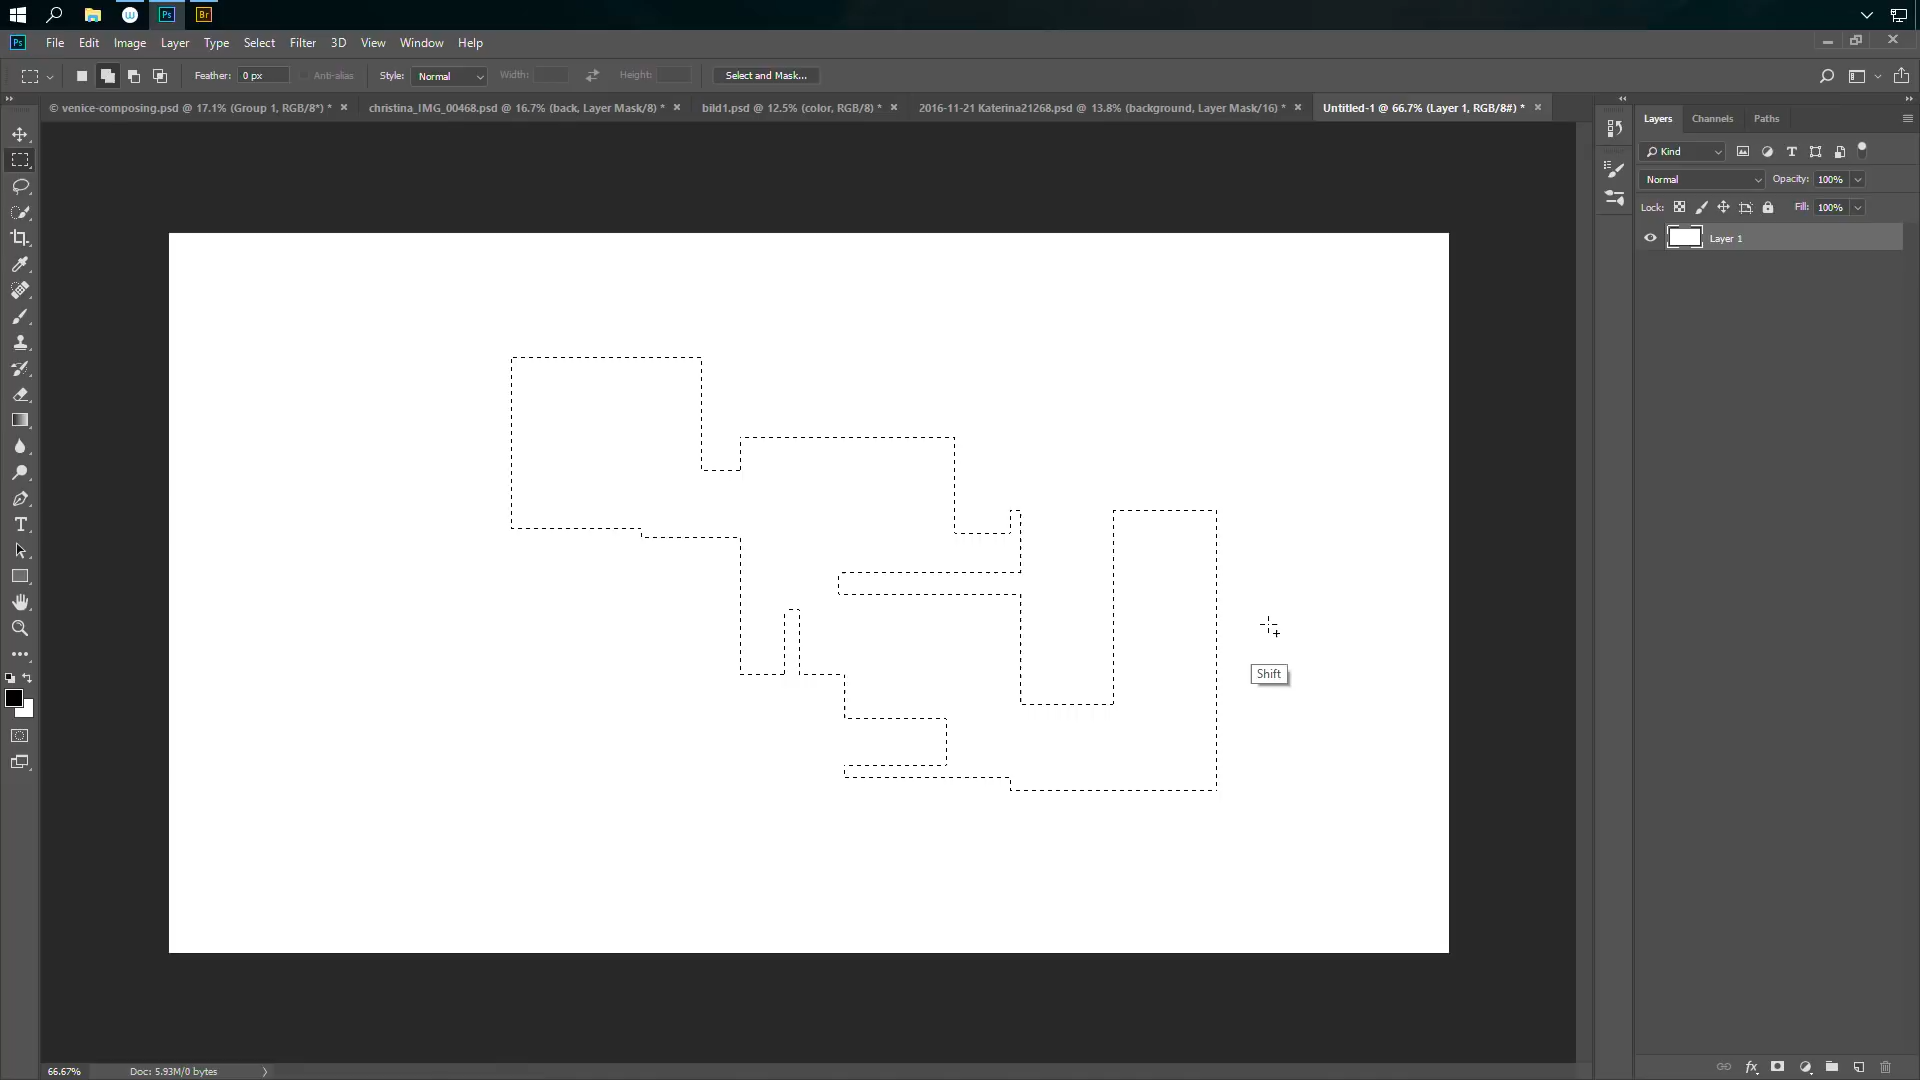 Ps Br
Ps File Edit Image Layer Type Select Filter 3D View Window Help
Feather: 0 px Anti-alias Style: Normal Width: Height: Select and Mask...
© venice-composing.psd @ 17.1% (Group 1, RGB/8*) * christina_IMG_00468.psd @ 16.7% (back, Layer Mask/8) * bild1.psd @ 12.5% (color, RGB/8) * 2016-11-21 Katerina21268.psd @ 13.8% (background, Layer Mask/16) * Untitled-1 @ 66.7% (Layer 1, RGB/8#) *
Layers Channels Paths
Kind
Normal Opacity: 100%
Lock: Fill: 100%
Layer 1
Shift
66.67% Doc: 5.93M/0 bytes
fx